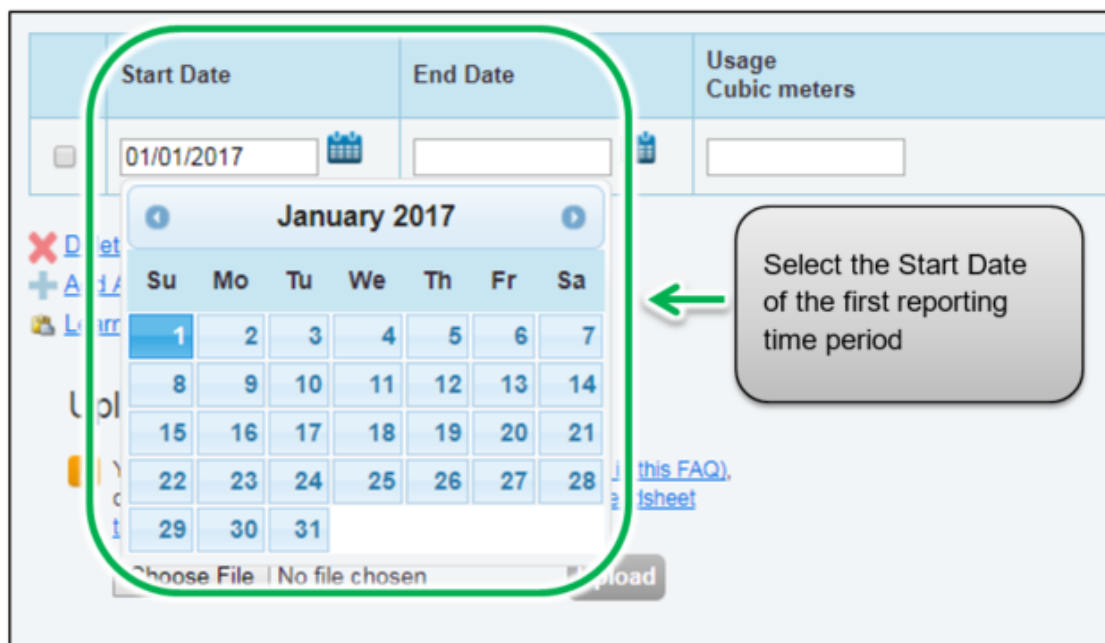 Start Date End Date Usage
Cubic meters
01/01/2017
January 2017
Su Mo Tu We Th Fr Sa
1 2 3 4 5 6 7
8 9 10 11 12 13 14
15 16 17 18 19 20 21
22 23 24 25 26 27 28
29 30 31
Select the Start Date
of the first reporting
time period
this FAQ),
Choose File No file chosen Upload